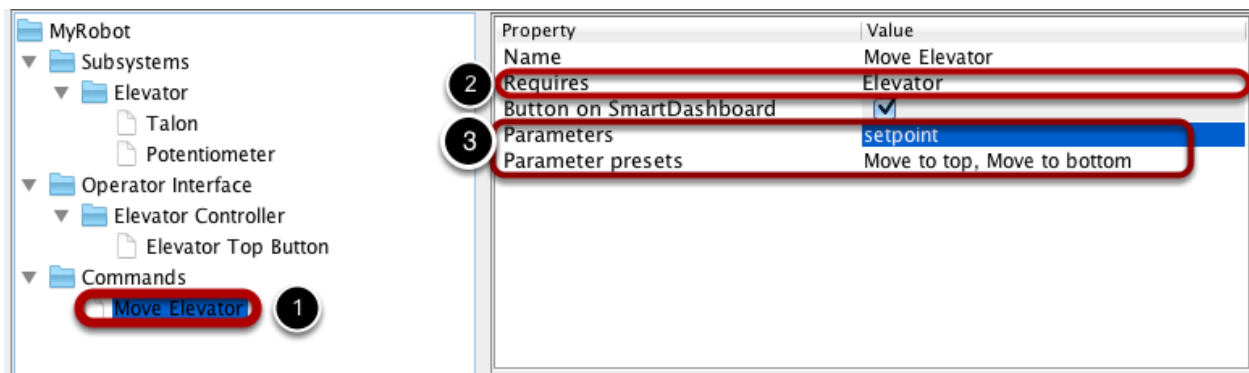 MyRobot
Subsystems
Elevator
Talon
Potentiometer
Operator Interface
Elevator Controller
Elevator Top Button
Commands
Move Elevator
1
Property Value
Name Move Elevator
2 Requires Elevator
Button on SmartDashboard
3 Parameters setpoint
Parameter presets Move to top, Move to bottom